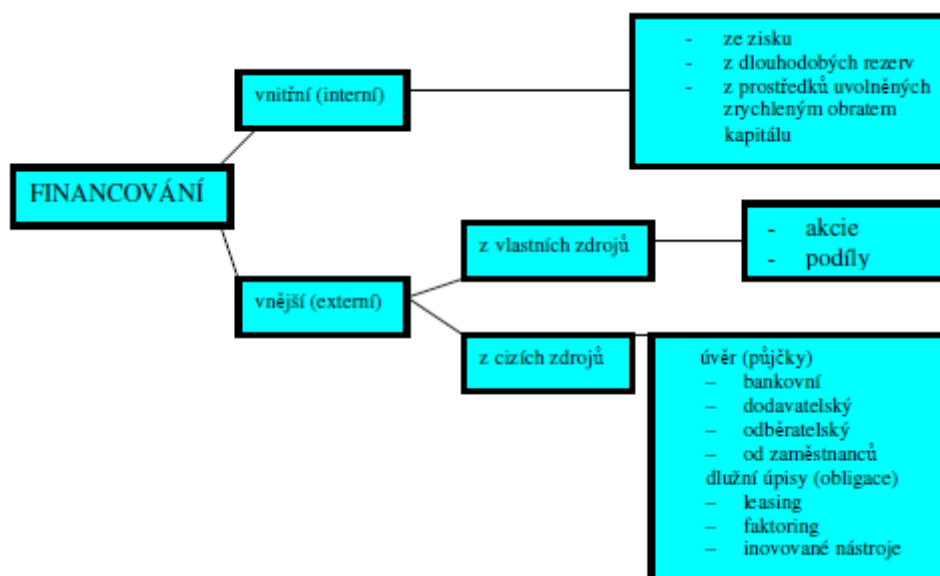 FINANCOVÁNÍ
vnitřní (interní)
- ze zisku
- z dlouhodobých rezerv
- z prostředků uvolněných
zrychleným obratem
kapitálu
vnější (externí)
z vlastních zdrojů
- akcie
- podíly
z cizích zdrojů
úvěr (půjčky)
– bankovní
– dodavatelský
– odběratelský
– od zaměstnanců
dlužní úpisy (obligace)
– leasing
– faktoring
– inovované nástroje